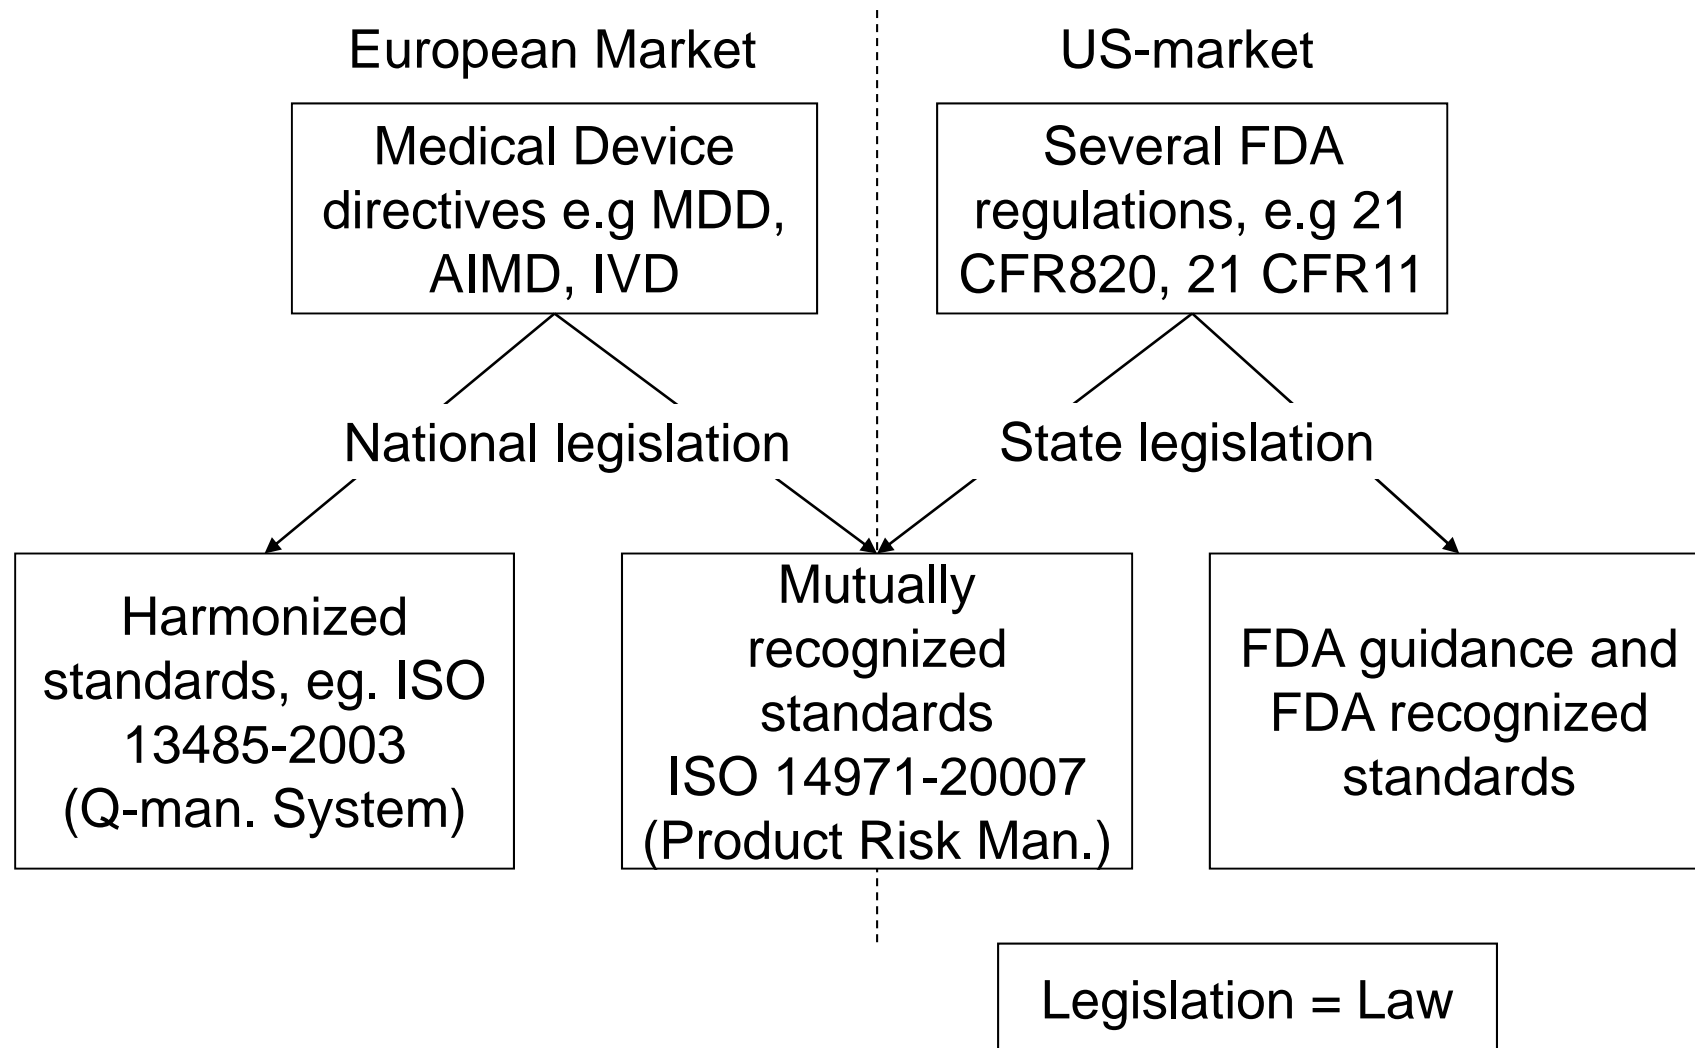 European Market
US-market
Medical Device
directives e.g MDD,
AIMD, IVD
Several FDA
regulations, e.g 21
CFR820, 21 CFR11
National legislation
State legislation
Harmonized
standards, eg. ISO
13485-2003
(Q-man. System)
Mutually
recognized
standards
ISO 14971-20007
(Product Risk Man.)
FDA guidance and
FDA recognized
standards
Legislation = Law